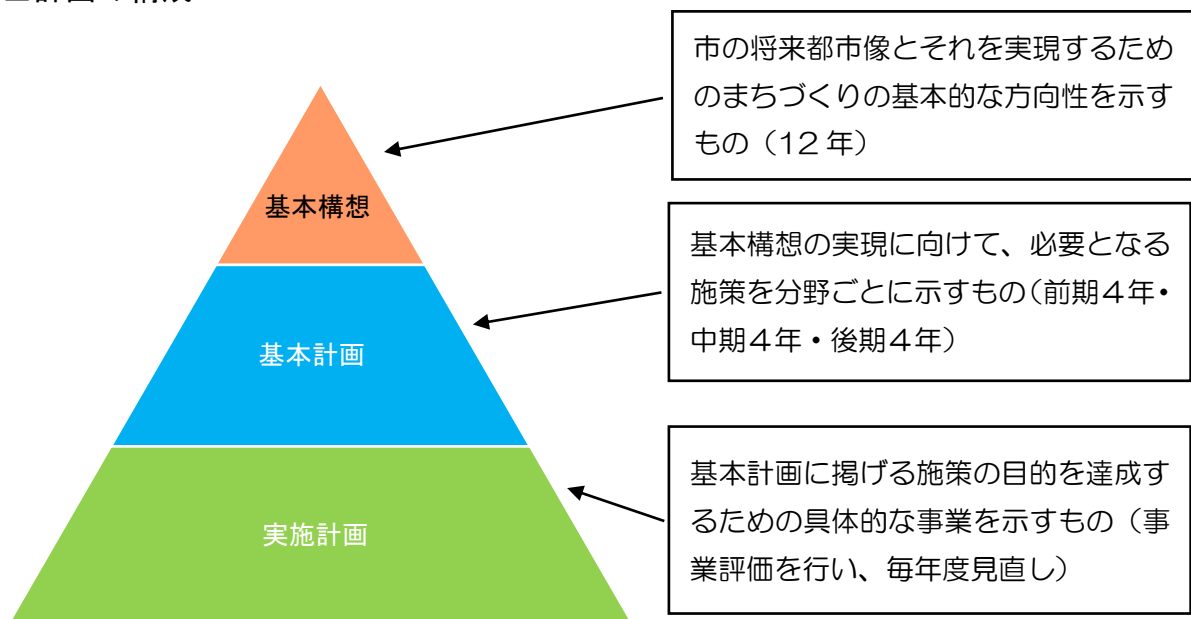 市の将来都市像とそれを実現するため
のまちづくりの基本的な方向性を示す
もの（12年）
基本構想
基本構想の実現に向けて、必要となる
施策を分野ごとに示すもの（前期４年・
中期４年・後期４年）
基本計画
基本計画に掲げる施策の目的を達成す
るための具体的な事業を示すもの（事
業評価を行い、毎年度見直し）
実施計画